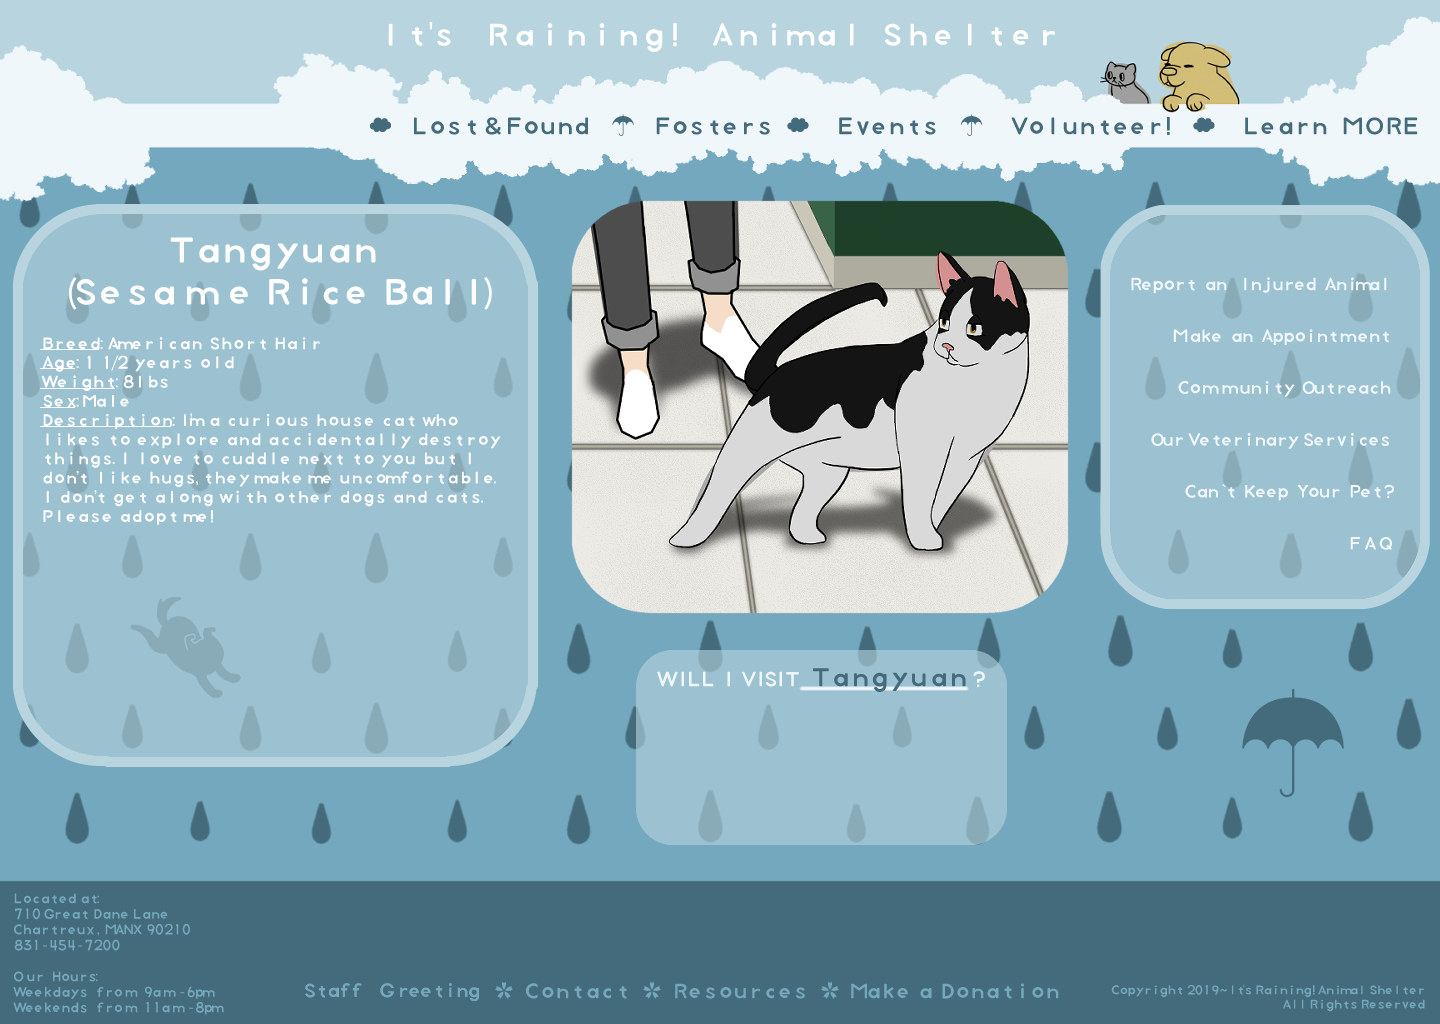 It's Raining! Animal Shelter
Lost&Found Fosters Events Volunteer! Learn MORE
Tangyuan
(Sesame Rice Ball)
Breed: American Short Hair
Age: 1 1/2 years old
Weight: 8lbs
Sex: Male
Description: I'm a curious house cat who
likes to explore and accidentally destroy
things. I love to cuddle next to you but I
don't like hugs, they make me uncomfortable.
I don't get along with other dogs and cats.
Please adopt me!
Report an Injured Animal
Make an Appointment
Community Outreach
Our Veterinary Services
Can't Keep Your Pet?
FAQ
WILL I VISIT Tangyuan?
Located at:
710 Great Dane Lane
Chartreux, MANX 90210
831-454-7200
Our Hours:
Weekdays from 9am-6pm
Weekends from 11am-8pm
Staff Greeting * Contact * Resources * Make a Donation
Copyright 2019~It's Raining! Animal Shelter
All Rights Reserved